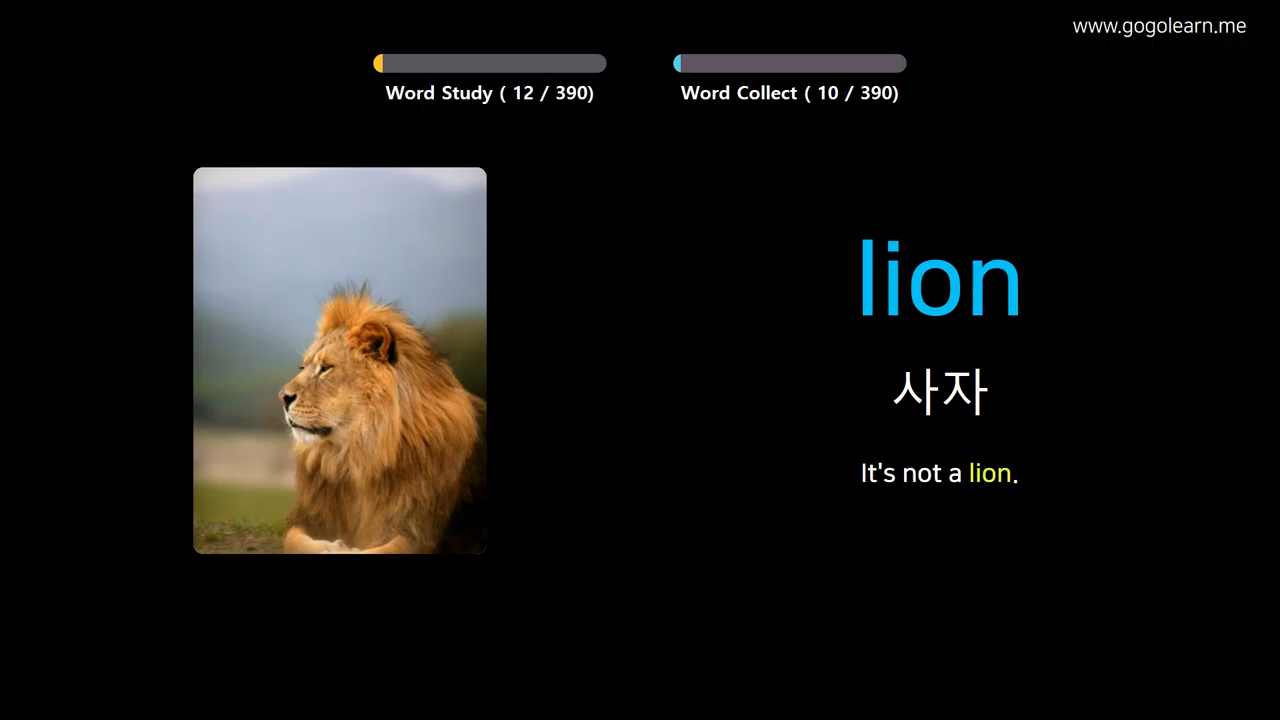 www.gogolearn.me
Word Study ( 12 / 390)
Word Collect ( 10 / 390)
lion
사자
It's not a lion.